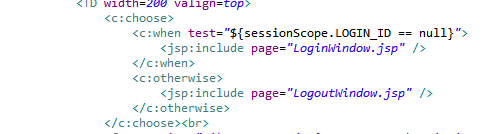 <TD width=200 valign=top>
<c:choose>
<c:when test="${sessionScope.LOGIN_ID == null}">
<jsp:include page="LoginWindow.jsp" />
</c:when>
<c:otherwise>
<jsp:include page="LogoutWindow.jsp" />
</c:otherwise>
</c:choose><br>